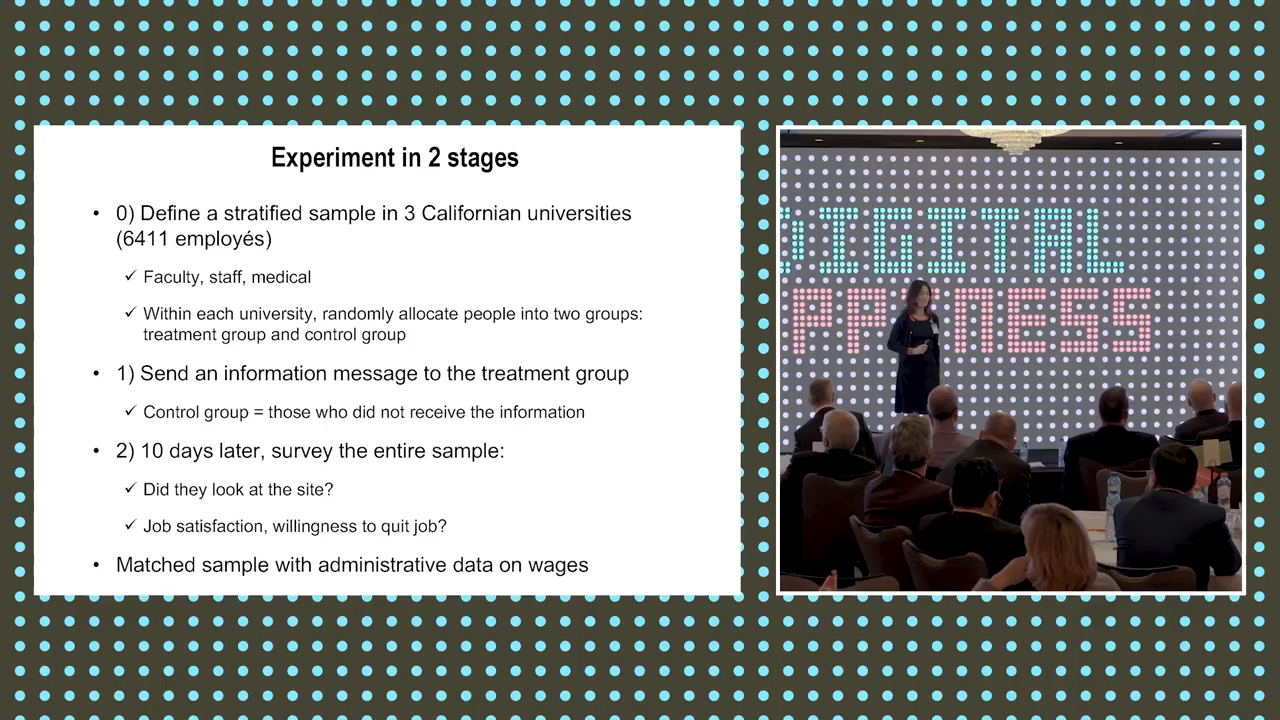 Experiment in 2 stages
• 0) Define a stratified sample in 3 Californian universities
(6411 employés)
✓ Faculty, staff, medical
✓ Within each university, randomly allocate people into two groups:
treatment group and control group
• 1) Send an information message to the treatment group
✓ Control group = those who did not receive the information
• 2) 10 days later, survey the entire sample:
✓ Did they look at the site?
✓ Job satisfaction, willingness to quit job?
• Matched sample with administrative data on wages
DIGITAL
PPINESS